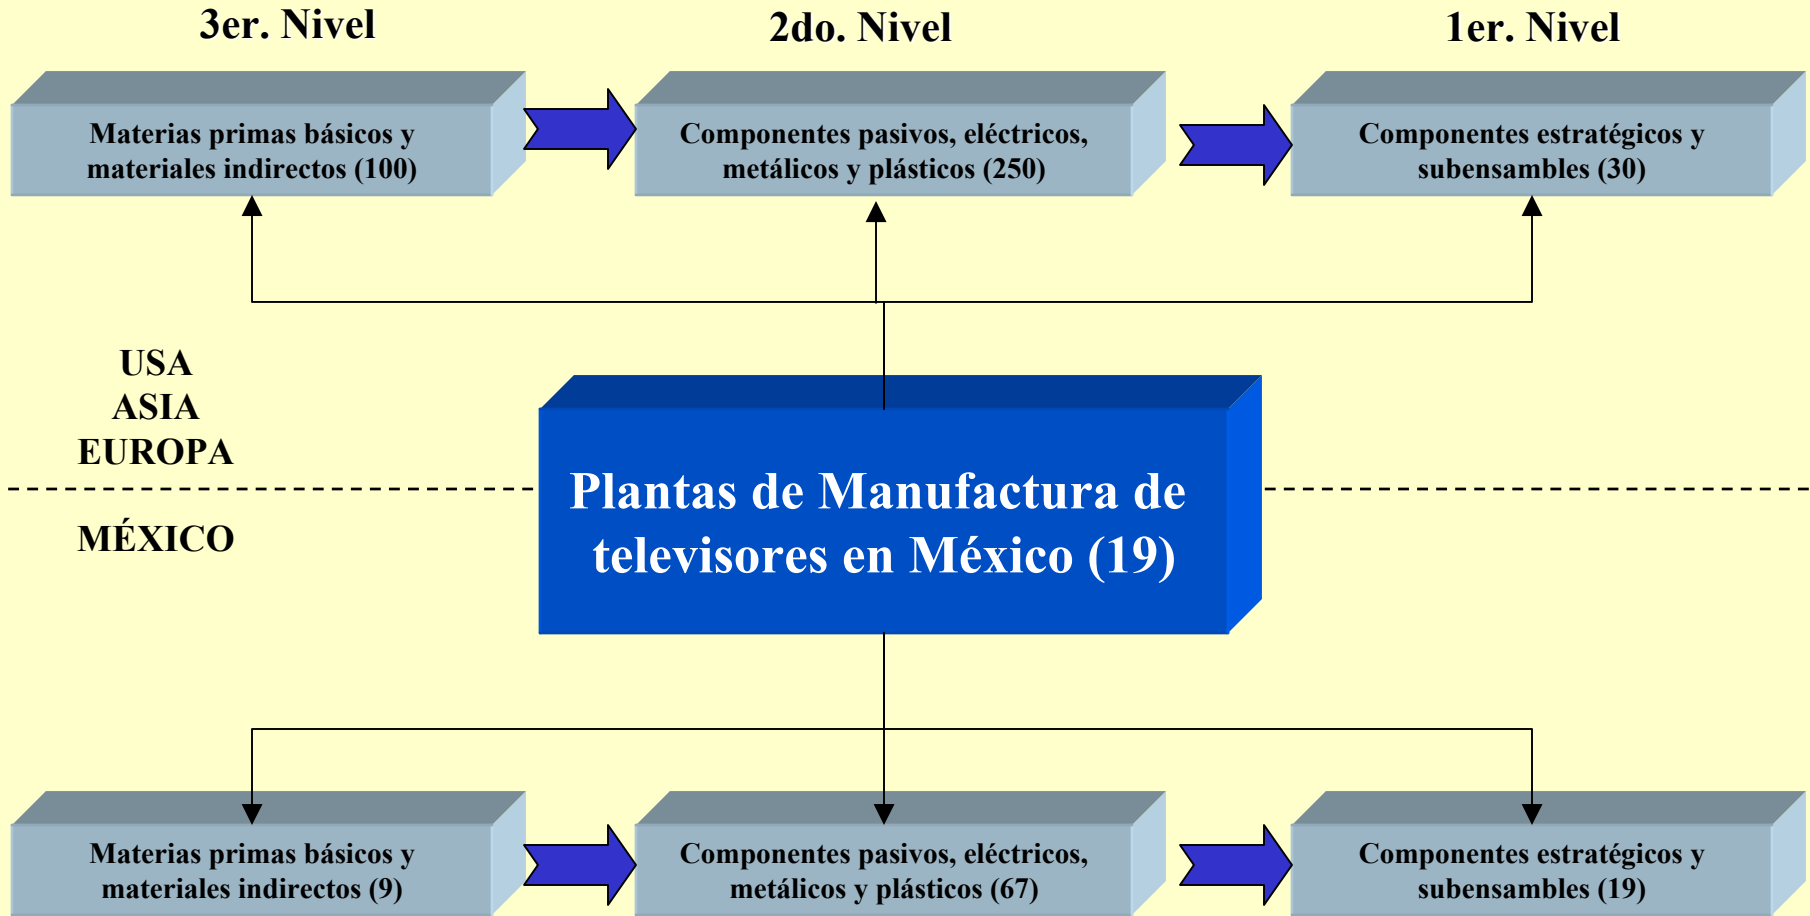 3er. Nivel
2do. Nivel
1er. Nivel
Materias primas básicos y
materiales indirectos (100)
Componentes pasivos, eléctricos,
metálicos y plásticos (250)
Componentes estratégicos y
subensambles (30)
USA
ASIA
EUROPA
MÉXICO
Plantas de Manufactura de
televisores en México (19)
Materias primas básicos y
materiales indirectos (9)
Componentes pasivos, eléctricos,
metálicos y plásticos (67)
Componentes estratégicos y
subensambles (19)